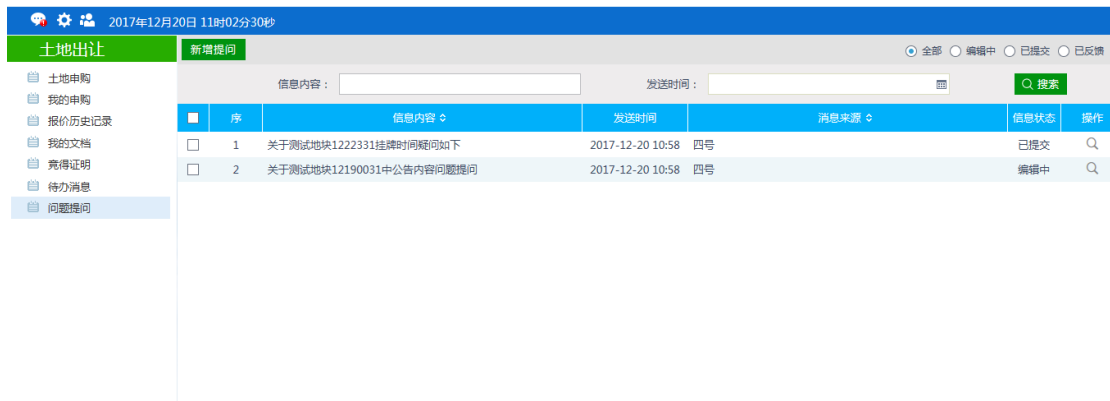 2017年12月20日 11时02分30秒
土地出让
土地申购
我的申购
报价历史记录
我的文档
竞得证明
待办消息
问题提问
新增提问
全部 编辑中 已提交 已反馈
信息内容： 发送时间： 搜索
序 信息内容 发送时间 消息来源 信息状态 操作
1 关于测试地块1222331挂牌时间疑问如下 2017-12-20 10:58 四号 已提交
2 关于测试地块12190031中公告内容问题提问 2017-12-20 10:58 四号 编辑中